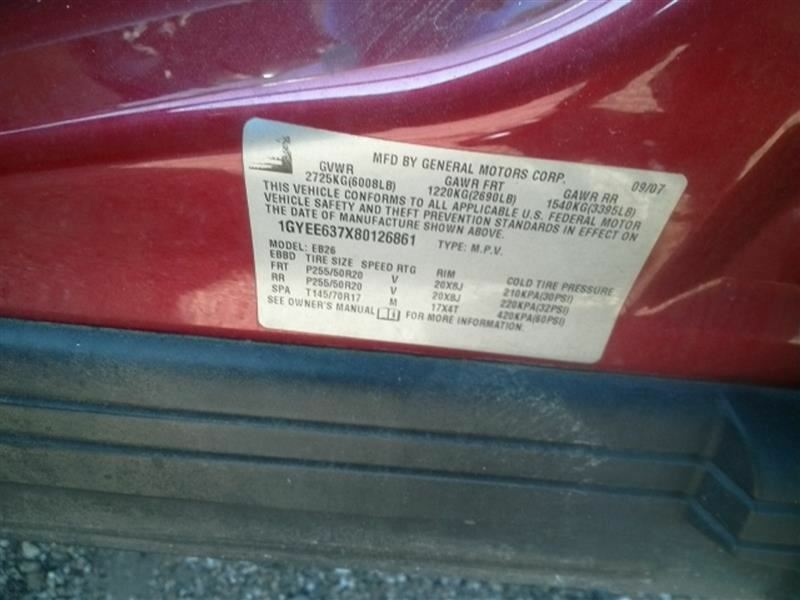 MFD BY GENERAL MOTORS CORP. 09/07
GVWR GAWR FRT GAWR RR
2725KG(6008LB) 1220KG(2690LB) 1540KG(3395LB)
THIS VEHICLE CONFORMS TO ALL APPLICABLE U.S. FEDERAL MOTOR
VEHICLE SAFETY AND THEFT PREVENTION STANDARDS IN EFFECT ON
THE DATE OF MANUFACTURE SHOWN ABOVE.
1GYEE637X80126861 TYPE: M.P.V.
MODEL: EB26
EBBD TIRE SIZE SPEED RTG RIM COLD TIRE PRESSURE
FRT P255/50R20 V 20X8J 210KPA(30PSI)
RR P255/50R20 V 20X8J 220KPA(32PSI)
SPA T145/70R17 M 17X4T 420KPA(60PSI)
SEE OWNER'S MANUAL FOR MORE INFORMATION.